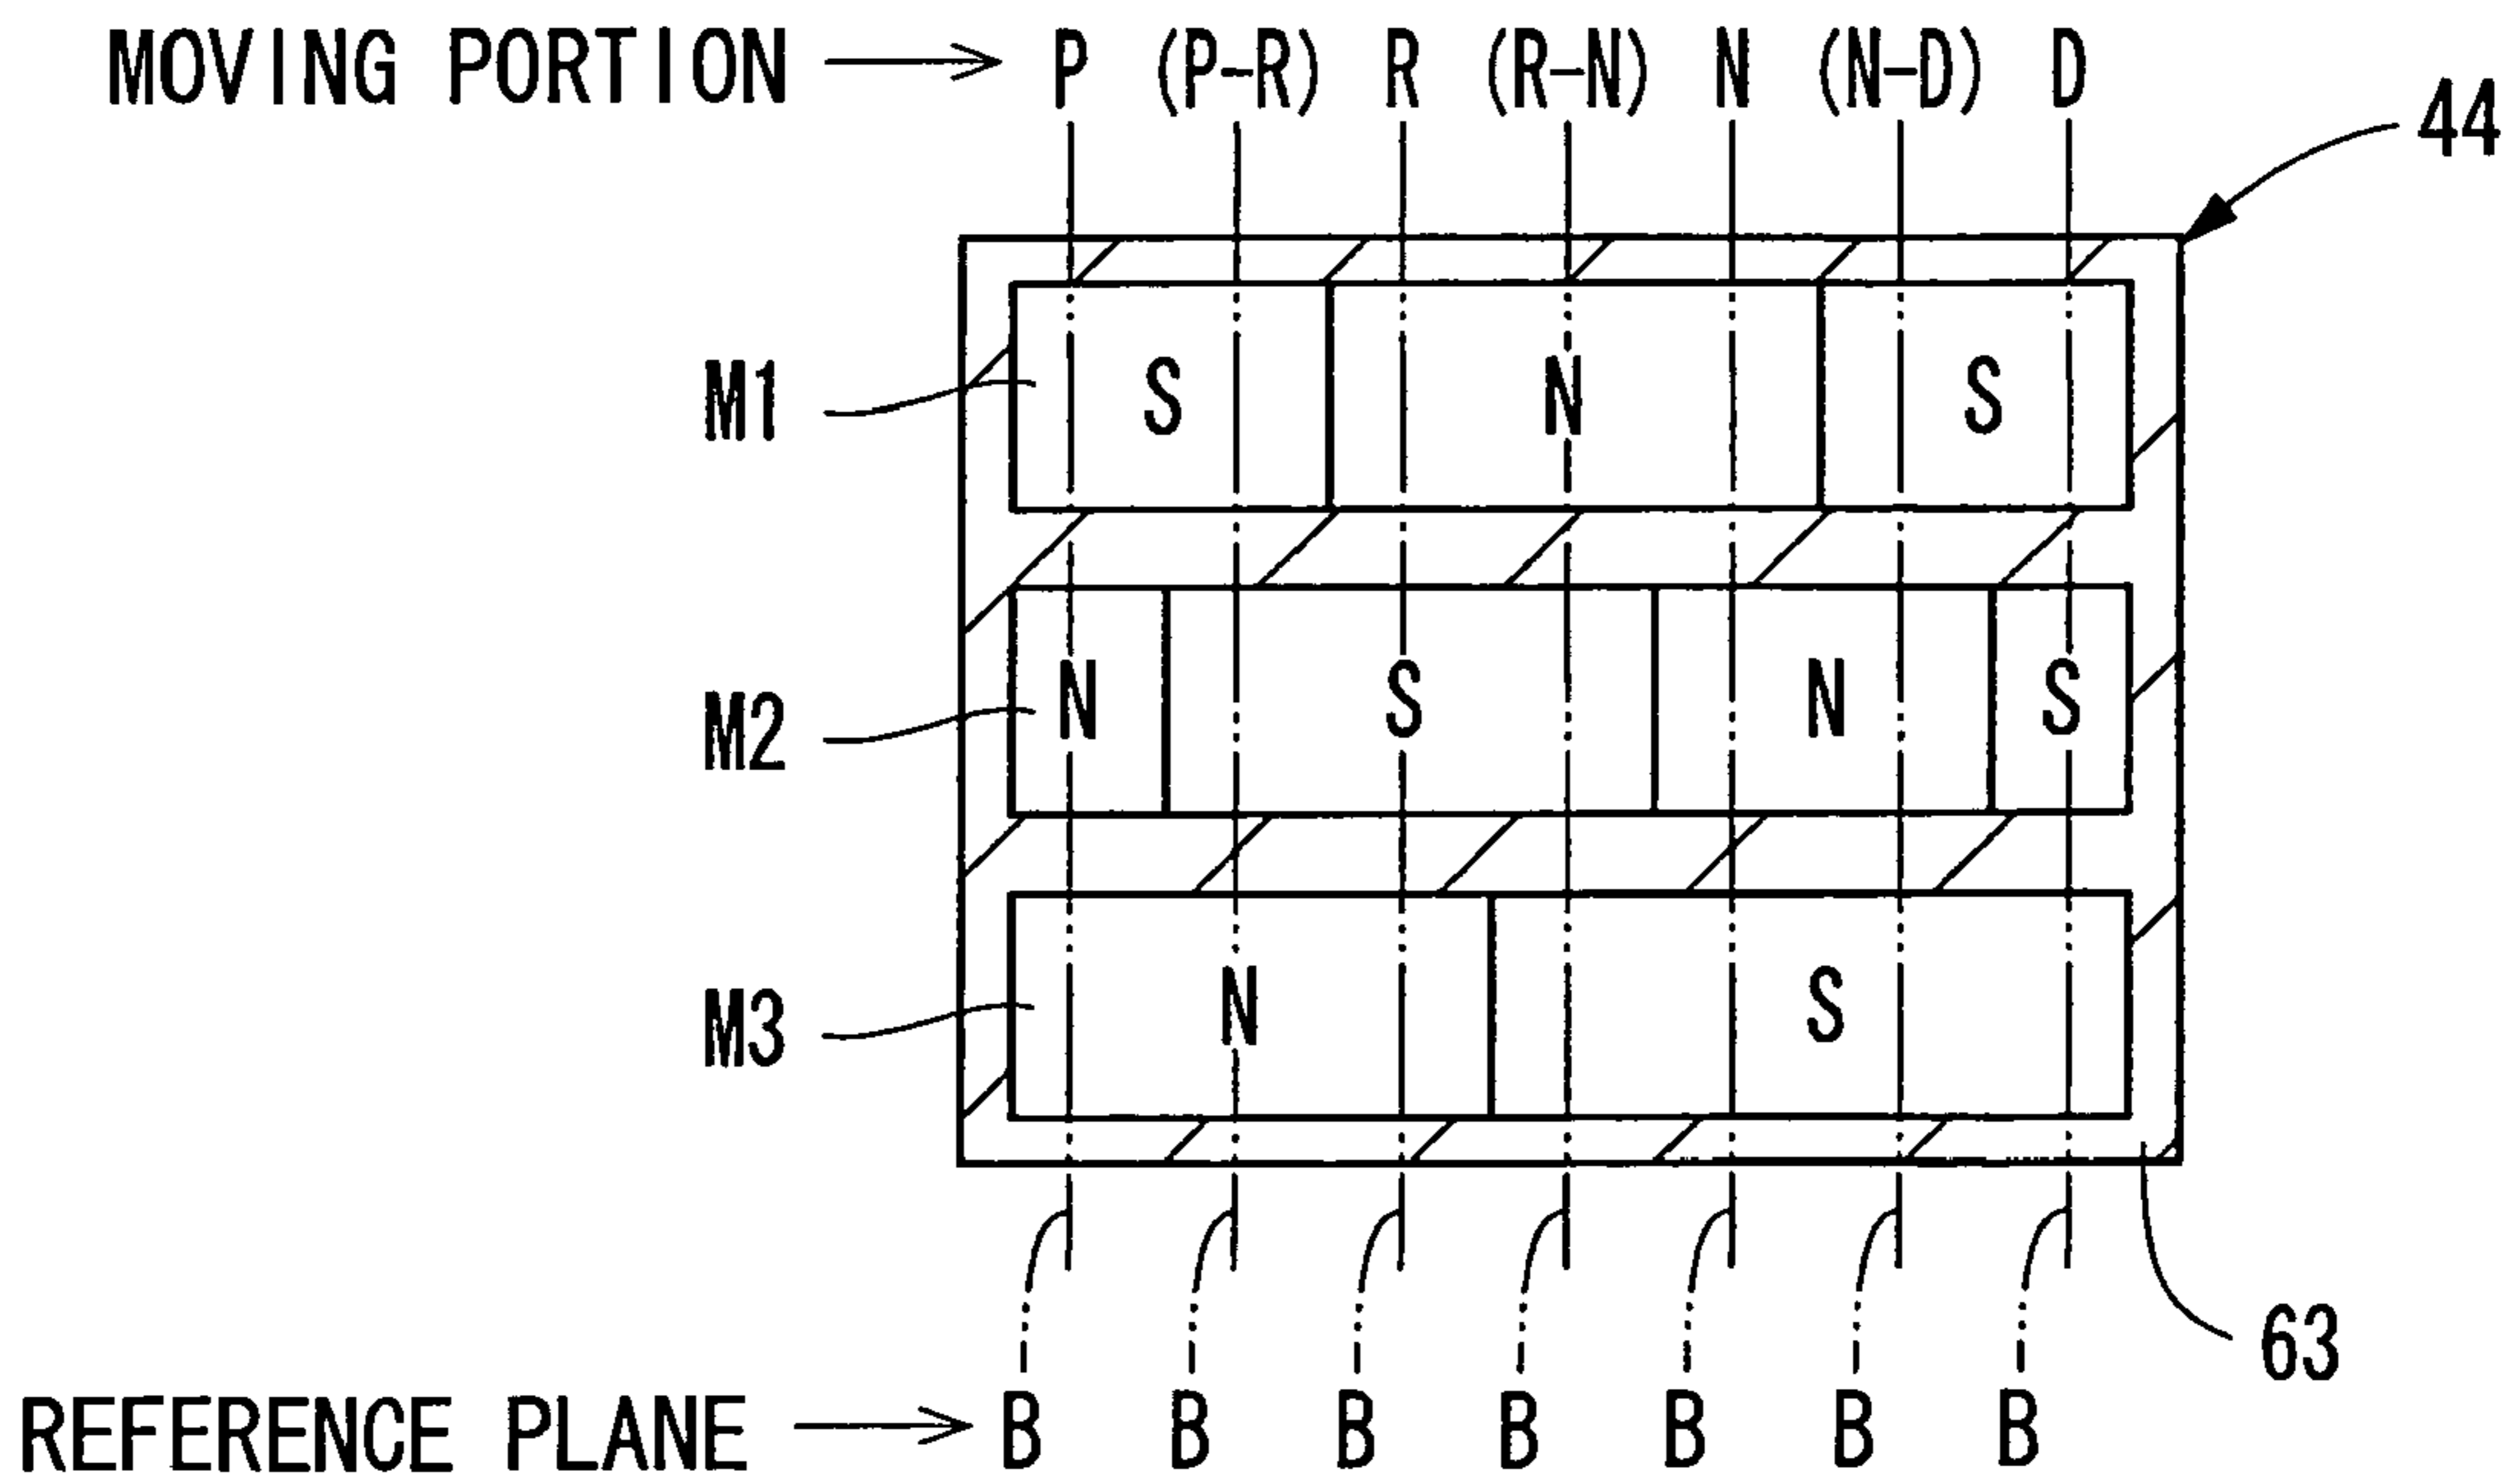 MOVING PORTION → P (P-R) R (R-N) N (N-D) D
44
M1 S N S
M2 N S N S
M3 N S
63
REFERENCE PLANE → B B B B B B B